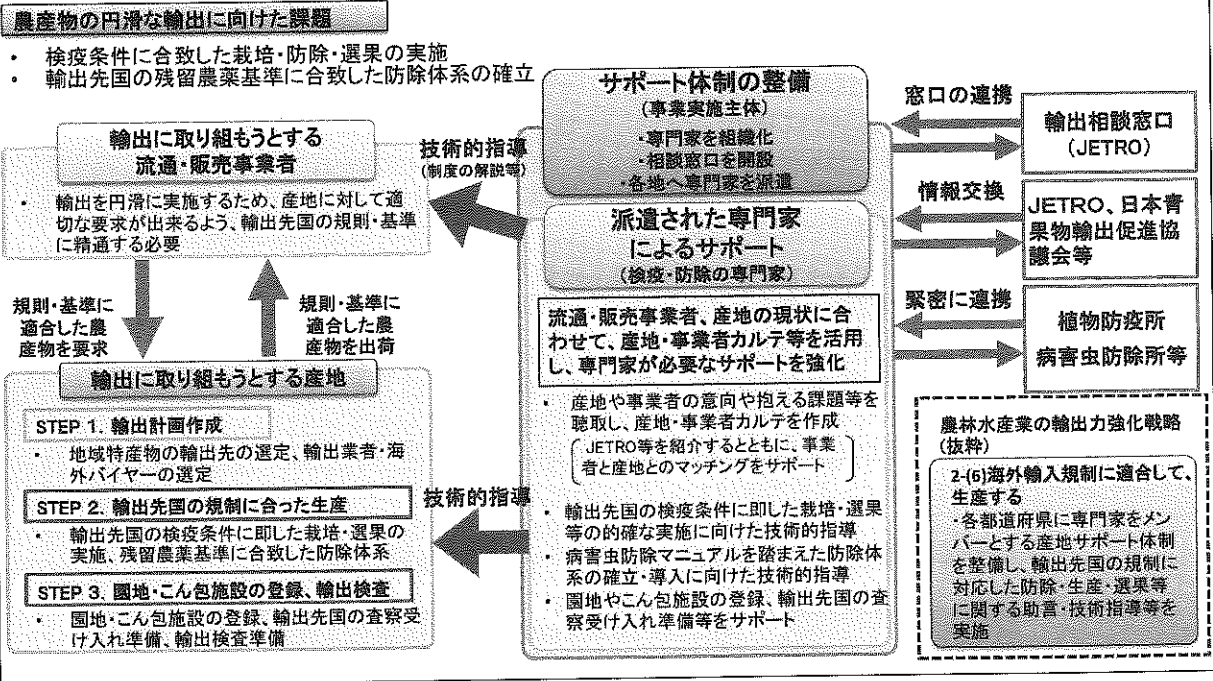 農産物の円滑な輸出に向けた課題
・ 検疫条件に合致した栽培・防除・選果の実施
・ 輸出先国の残留農薬基準に合致した防除体系の確立
輸出に取り組もうとする
流通・販売事業者
・ 輸出を円滑に実施するため、産地に対して適
切な要求が出来るよう、輸出先国の規則・基準
に精通する必要
規則・基準に
適合した農
産物を要求
規則・基準に
適合した農
産物を出荷
輸出に取り組もうとする産地
STEP 1. 輸出計画作成
・ 地域特産物の輸出先の選定、輸出業者・海
外バイヤーの選定
STEP 2. 輸出先国の規制に合った生産
・ 輸出先国の検疫条件に即した栽培・選果の
実施、残留農薬基準に合致した防除体系
STEP 3. 園地・こん包施設の登録、輸出検査
・ 園地・こん包施設の登録、輸出先国の査察受
け入れ準備、輸出検査準備
技術的指導
(制度の解説等)
技術的指導
サポート体制の整備
(事業実施主体)
・専門家を組織化
・相談窓口を開設
・各地へ専門家を派遣
派遣された専門家
によるサポート
(検疫・防除の専門家)
流通・販売事業者、産地の現状に合
わせて、産地・事業者カルテ等を活用
し、専門家が必要なサポートを強化
・ 産地や事業者の意向や抱える課題等を
聴取し、産地・事業者カルテを作成
JETRO等を紹介するとともに、事業
者と産地とのマッチングをサポート
・ 輸出先国の検疫条件に即した栽培・選果
等の的確な実施に向けた技術的指導
・ 病害虫防除マニュアルを踏まえた防除体
系の確立・導入に向けた技術的指導
・ 園地やこん包施設の登録、輸出先国の査
察受け入れ準備等をサポート
窓口の連携
輸出相談窓口
(JETRO)
情報交換
JETRO、日本青
果物輸出促進協
議会等
緊密に連携
植物防疫所
病害虫防除所等
農林水産業の輸出力強化戦略
(抜粋)
2-(6)海外輸入規制に適合して、
生産する
・各都道府県に専門家をメン
バーとする産地サポート体制
を整備し、輸出先国の規制に
対応した防除・生産・選果等
に関する助言・技術指導等を
実施